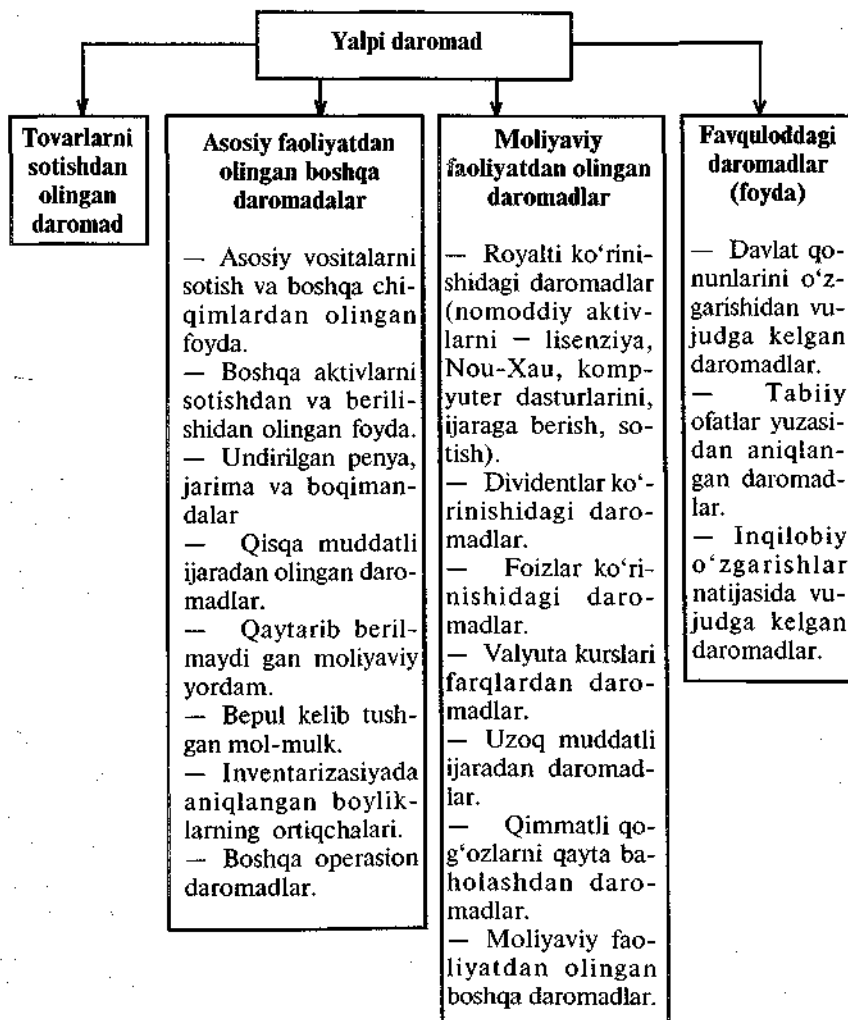 Yalpi daromad
Tovarlarni
sotishdan
olingan
daromad
Asosiy faoliyatdan
olingan boshqa
daromadalar
— Asosiy vositalarni
sotish va boshqa chi-
qimlardan olingan
foyda.
— Boshqa aktivlarni
sotishdan va berili-
shidan olingan foyda.
— Undirilgan penya,
jarima va boqiman-
dalar
— Qisqa muddatli
ijaradan olingan daro-
madlar.
— Qaytarib beril-
maydi gan moliyaviy
yordam.
— Bepul kelib tush-
gan mol-mulk.
— Inventarizasiyada
aniqlangan boylik-
larning ortiqchalari.
— Boshqa operasion
daromadlar.
Moliyaviy
faoliyatdan olingan
daromadlar
— Royalti ko‘rini-
shidagi daromadlar
(nomoddiy aktiv-
larni — lisenziya,
Nou-Xau, komp-
yuter dasturlarini,
ijaraga berish, so-
tish).
— Dividentlar ko‘-
rinishidagi daro-
madlar.
— Foizlar ko‘ri-
nishidagi daro-
madlar.
— Valyuta kurslari
farqlardan daro-
madlar.
— Uzoq muddatli
ijaradan daromad-
lar.
— Qimmatli qo-
g‘ozlarni qayta ba-
holashdan daro-
madlar.
— Moliyaviy fao-
liyatdan olingan
boshqa daromadlar.
Favquloddagi
daromadlar
(foyda)
— Davlat qo-
nunlarini o‘z-
garishidan vu-
judga kelgan
daromadlar.
— Tabiiy
ofatlar yuzasi-
dan aniqlan-
gan daromad-
lar.
— Inqilobiy
o‘zgarishlar
natijasida vu-
judga kelgan
daromadlar.